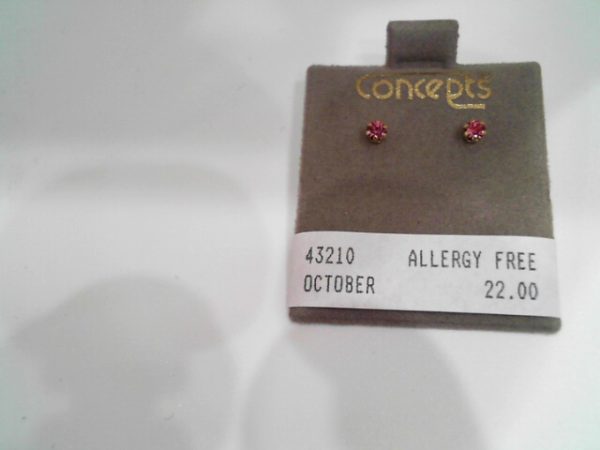 Concepts
43210 ALLERGY FREE
OCTOBER 22.00